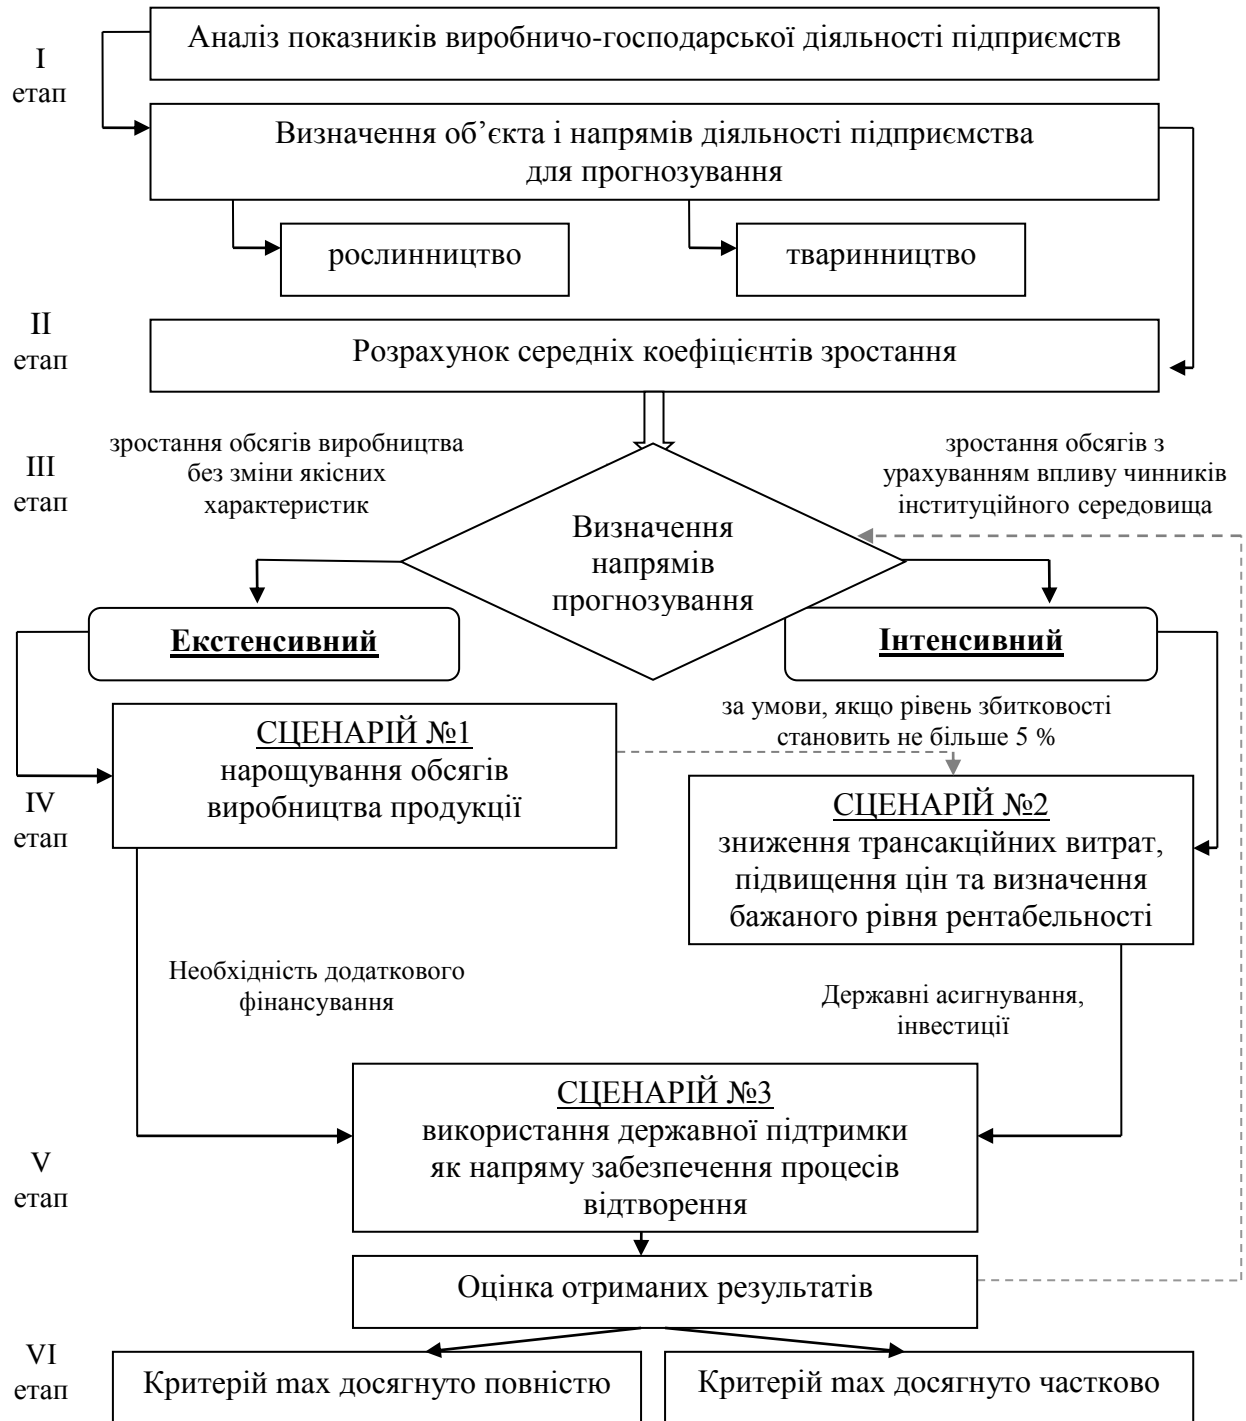 Аналіз показників виробничо-господарської діяльності підприємств
I
етап
Визначення об’єкта і напрямів діяльності підприємства
для прогнозування
рослинництво
тваринництво
II
етап
Розрахунок середніх коефіцієнтів зростання
III
етап
зростання обсягів виробництва
без зміни якісних
характеристик
зростання обсягів з
урахуванням впливу чинників
інституційного середовища
Визначення
напрямів
прогнозування
Екстенсивний
Інтенсивний
за умови, якщо рівень збитковості
становить не більше 5 %
IV
етап
СЦЕНАРІЙ №1
нарощування обсягів
виробництва продукції
СЦЕНАРІЙ №2
зниження трансакційних витрат,
підвищення цін та визначення
бажаного рівня рентабельності
Необхідність додаткового
фінансування
Державні асигнування,
інвестиції
V
етап
СЦЕНАРІЙ №3
використання державної підтримки
як напряму забезпечення процесів
відтворення
Оцінка отриманих результатів
VI
етап
Критерій max досягнуто повністю
Критерій max досягнуто частково